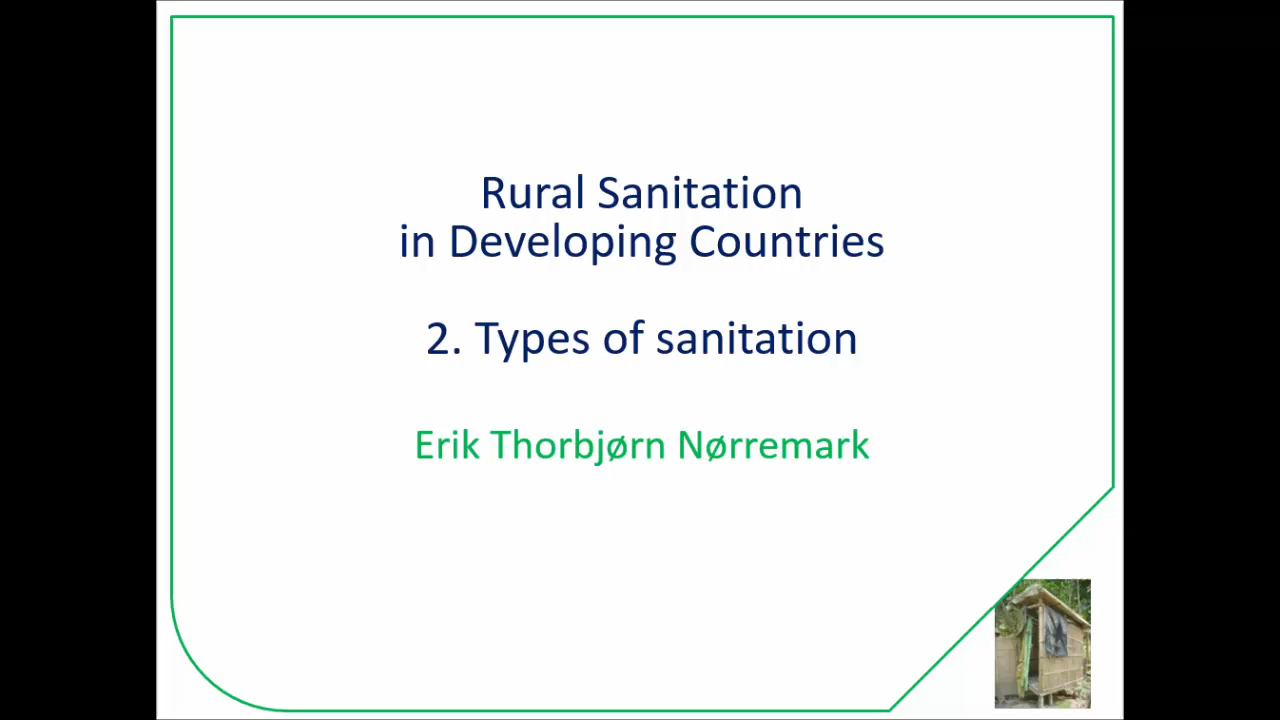 Rural Sanitation
in Developing Countries
2. Types of sanitation
Erik Thorbjørn Nørremark